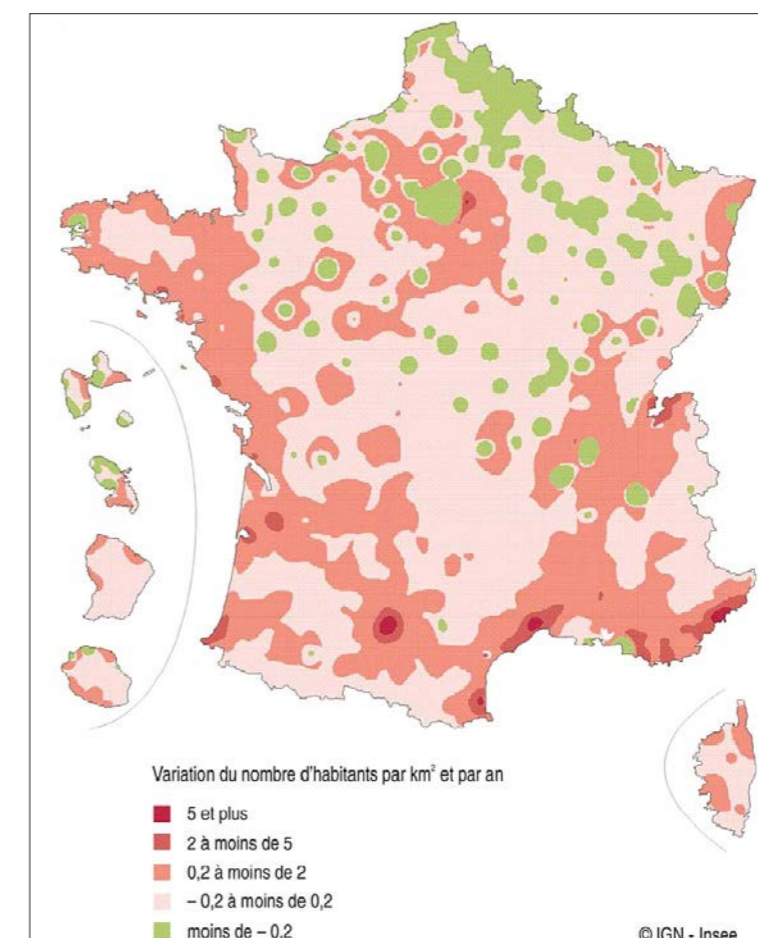 Variation du nombre d'habitants par km² et par an
5 et plus
2 à moins de 5
0,2 à moins de 2
– 0,2 à moins de 0,2
moins de – 0,2
© IGN - Insee